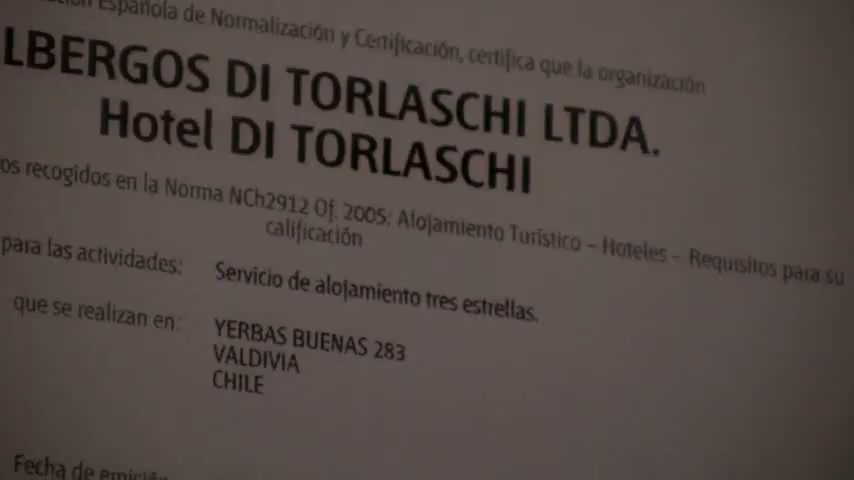 Española de Normalización y Certificación, certifica que la organización
LBERGOS DI TORLASCHI LTDA.
Hotel DI TORLASCHI
os recogidos en la Norma NCh2912 Of. 2005: Alojamiento Turístico – Hoteles – Requisitos para su
calificación
para las actividades: Servicio de alojamiento tres estrellas.
que se realizan en: YERBAS BUENAS 283
VALDIVIA
CHILE
Fecha de emisión